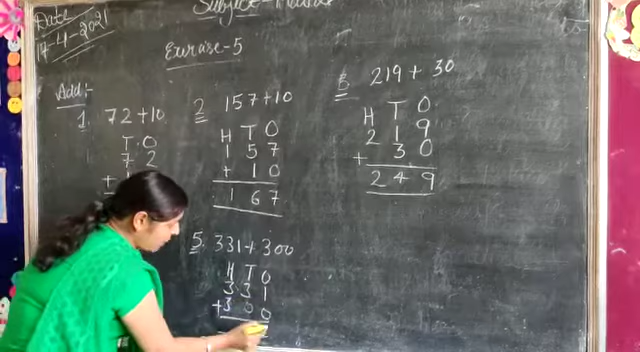 Date
14-4-2021
Subject-
Exercise-5
Add:-
1. 72+10
T.O
7 2
+
2 157+10
H T O
1 5 7
+ 1 0
1 6 7
3 219+30
H T O
2 1 9
+ 3 0
2 4 9
5. 331+300
H T O
3 3 1
+3 0 0